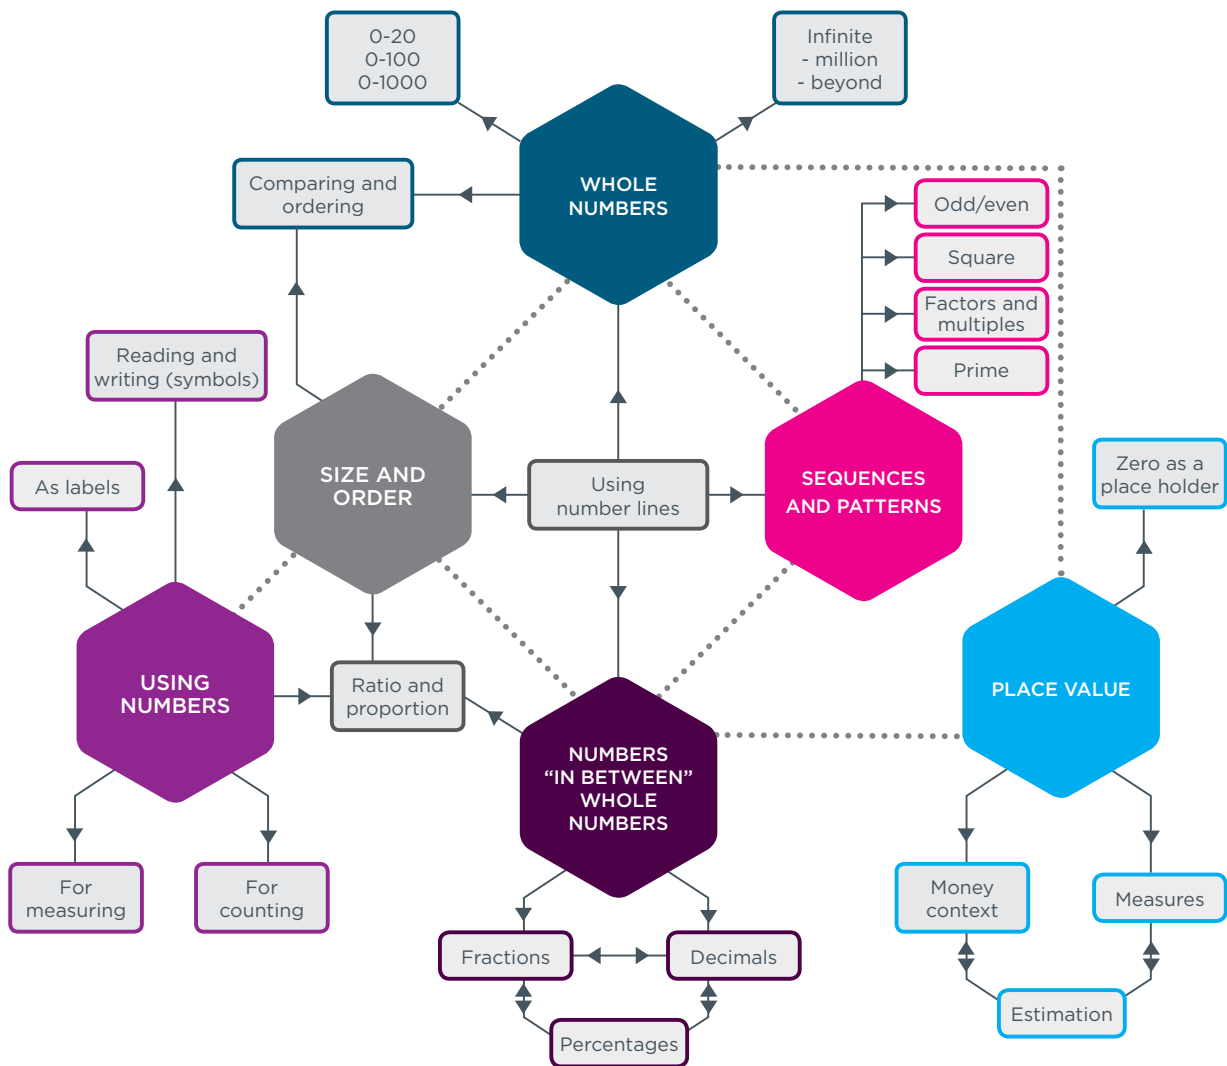 0-20
0-100
0-1000
Infinite
- million
- beyond
WHOLE
NUMBERS
Comparing and
ordering
Odd/even
Square
Factors and
multiples
Prime
Reading and
writing (symbols)
As labels
SIZE AND
ORDER
Using
number lines
SEQUENCES
AND PATTERNS
Zero as a
place holder
USING
NUMBERS
Ratio and
proportion
PLACE VALUE
NUMBERS
“IN BETWEEN”
WHOLE
NUMBERS
For
measuring
For
counting
Money
context
Measures
Fractions
Decimals
Estimation
Percentages